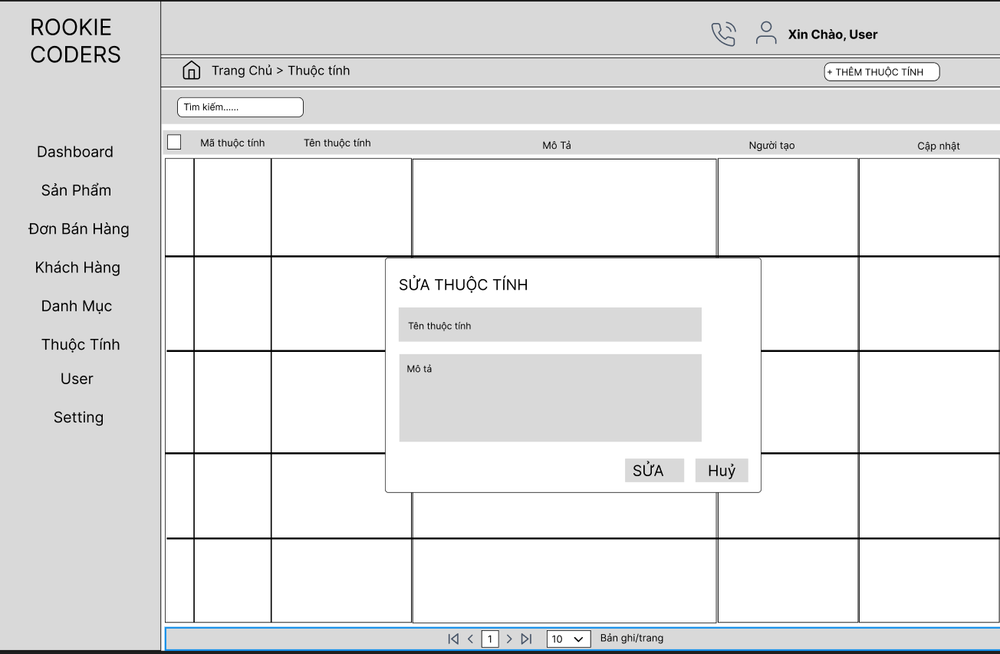 ROOKIE
CODERS
Xin Chào, User
Trang Chủ > Thuộc tính
+ THÊM THUỘC TÍNH
Tìm kiếm......
Mã thuộc tính
Tên thuộc tính
Mô Tả
Người tạo
Cập nhật
Dashboard
Sản Phẩm
Đơn Bán Hàng
Khách Hàng
Danh Mục
Thuộc Tính
User
Setting
SỬA THUỘC TÍNH
Tên thuộc tính
Mô tả
SỬA
Huỷ
1
10
Bản ghi/trang